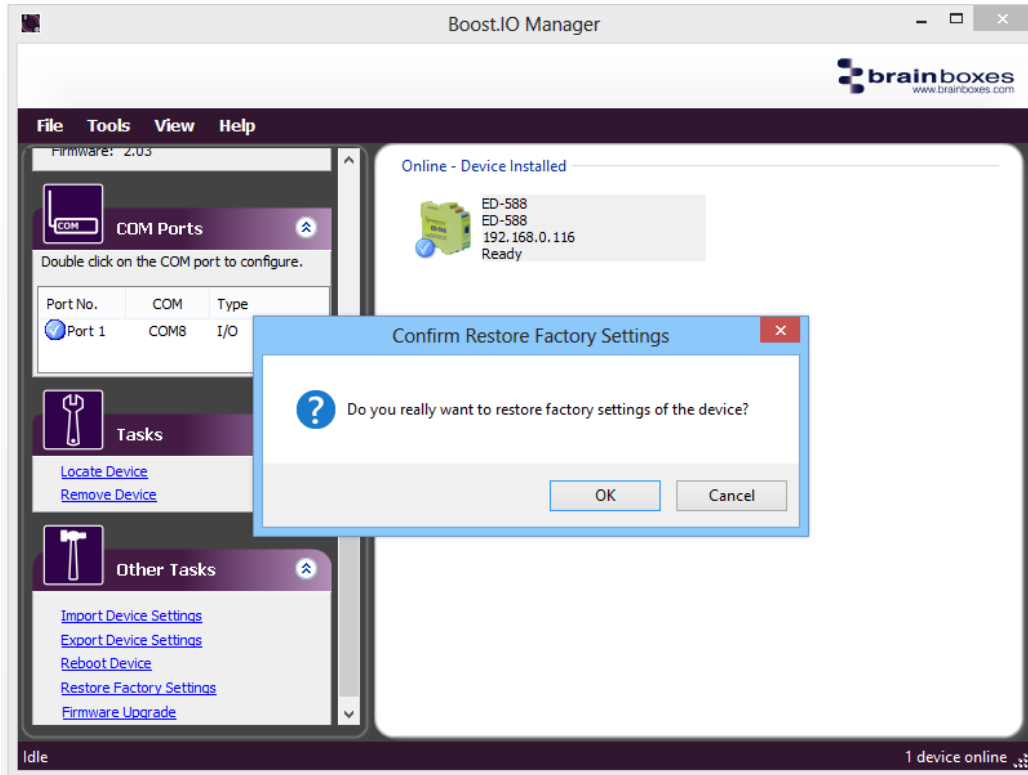 Boost.IO Manager
brainboxes
www.brainboxes.com
File Tools View Help
Firmware: 2.03
COM
COM Ports
Double click on the COM port to configure.
Port No. COM Type
Port 1 COM8 I/O
Tasks
Locate Device
Remove Device
Other Tasks
Import Device Settings
Export Device Settings
Reboot Device
Restore Factory Settings
Firmware Upgrade
Online - Device Installed
ED-588
ED-588
ED-588
192.168.0.116
Ready
Confirm Restore Factory Settings
?
Do you really want to restore factory settings of the device?
OK Cancel
Idle 1 device online